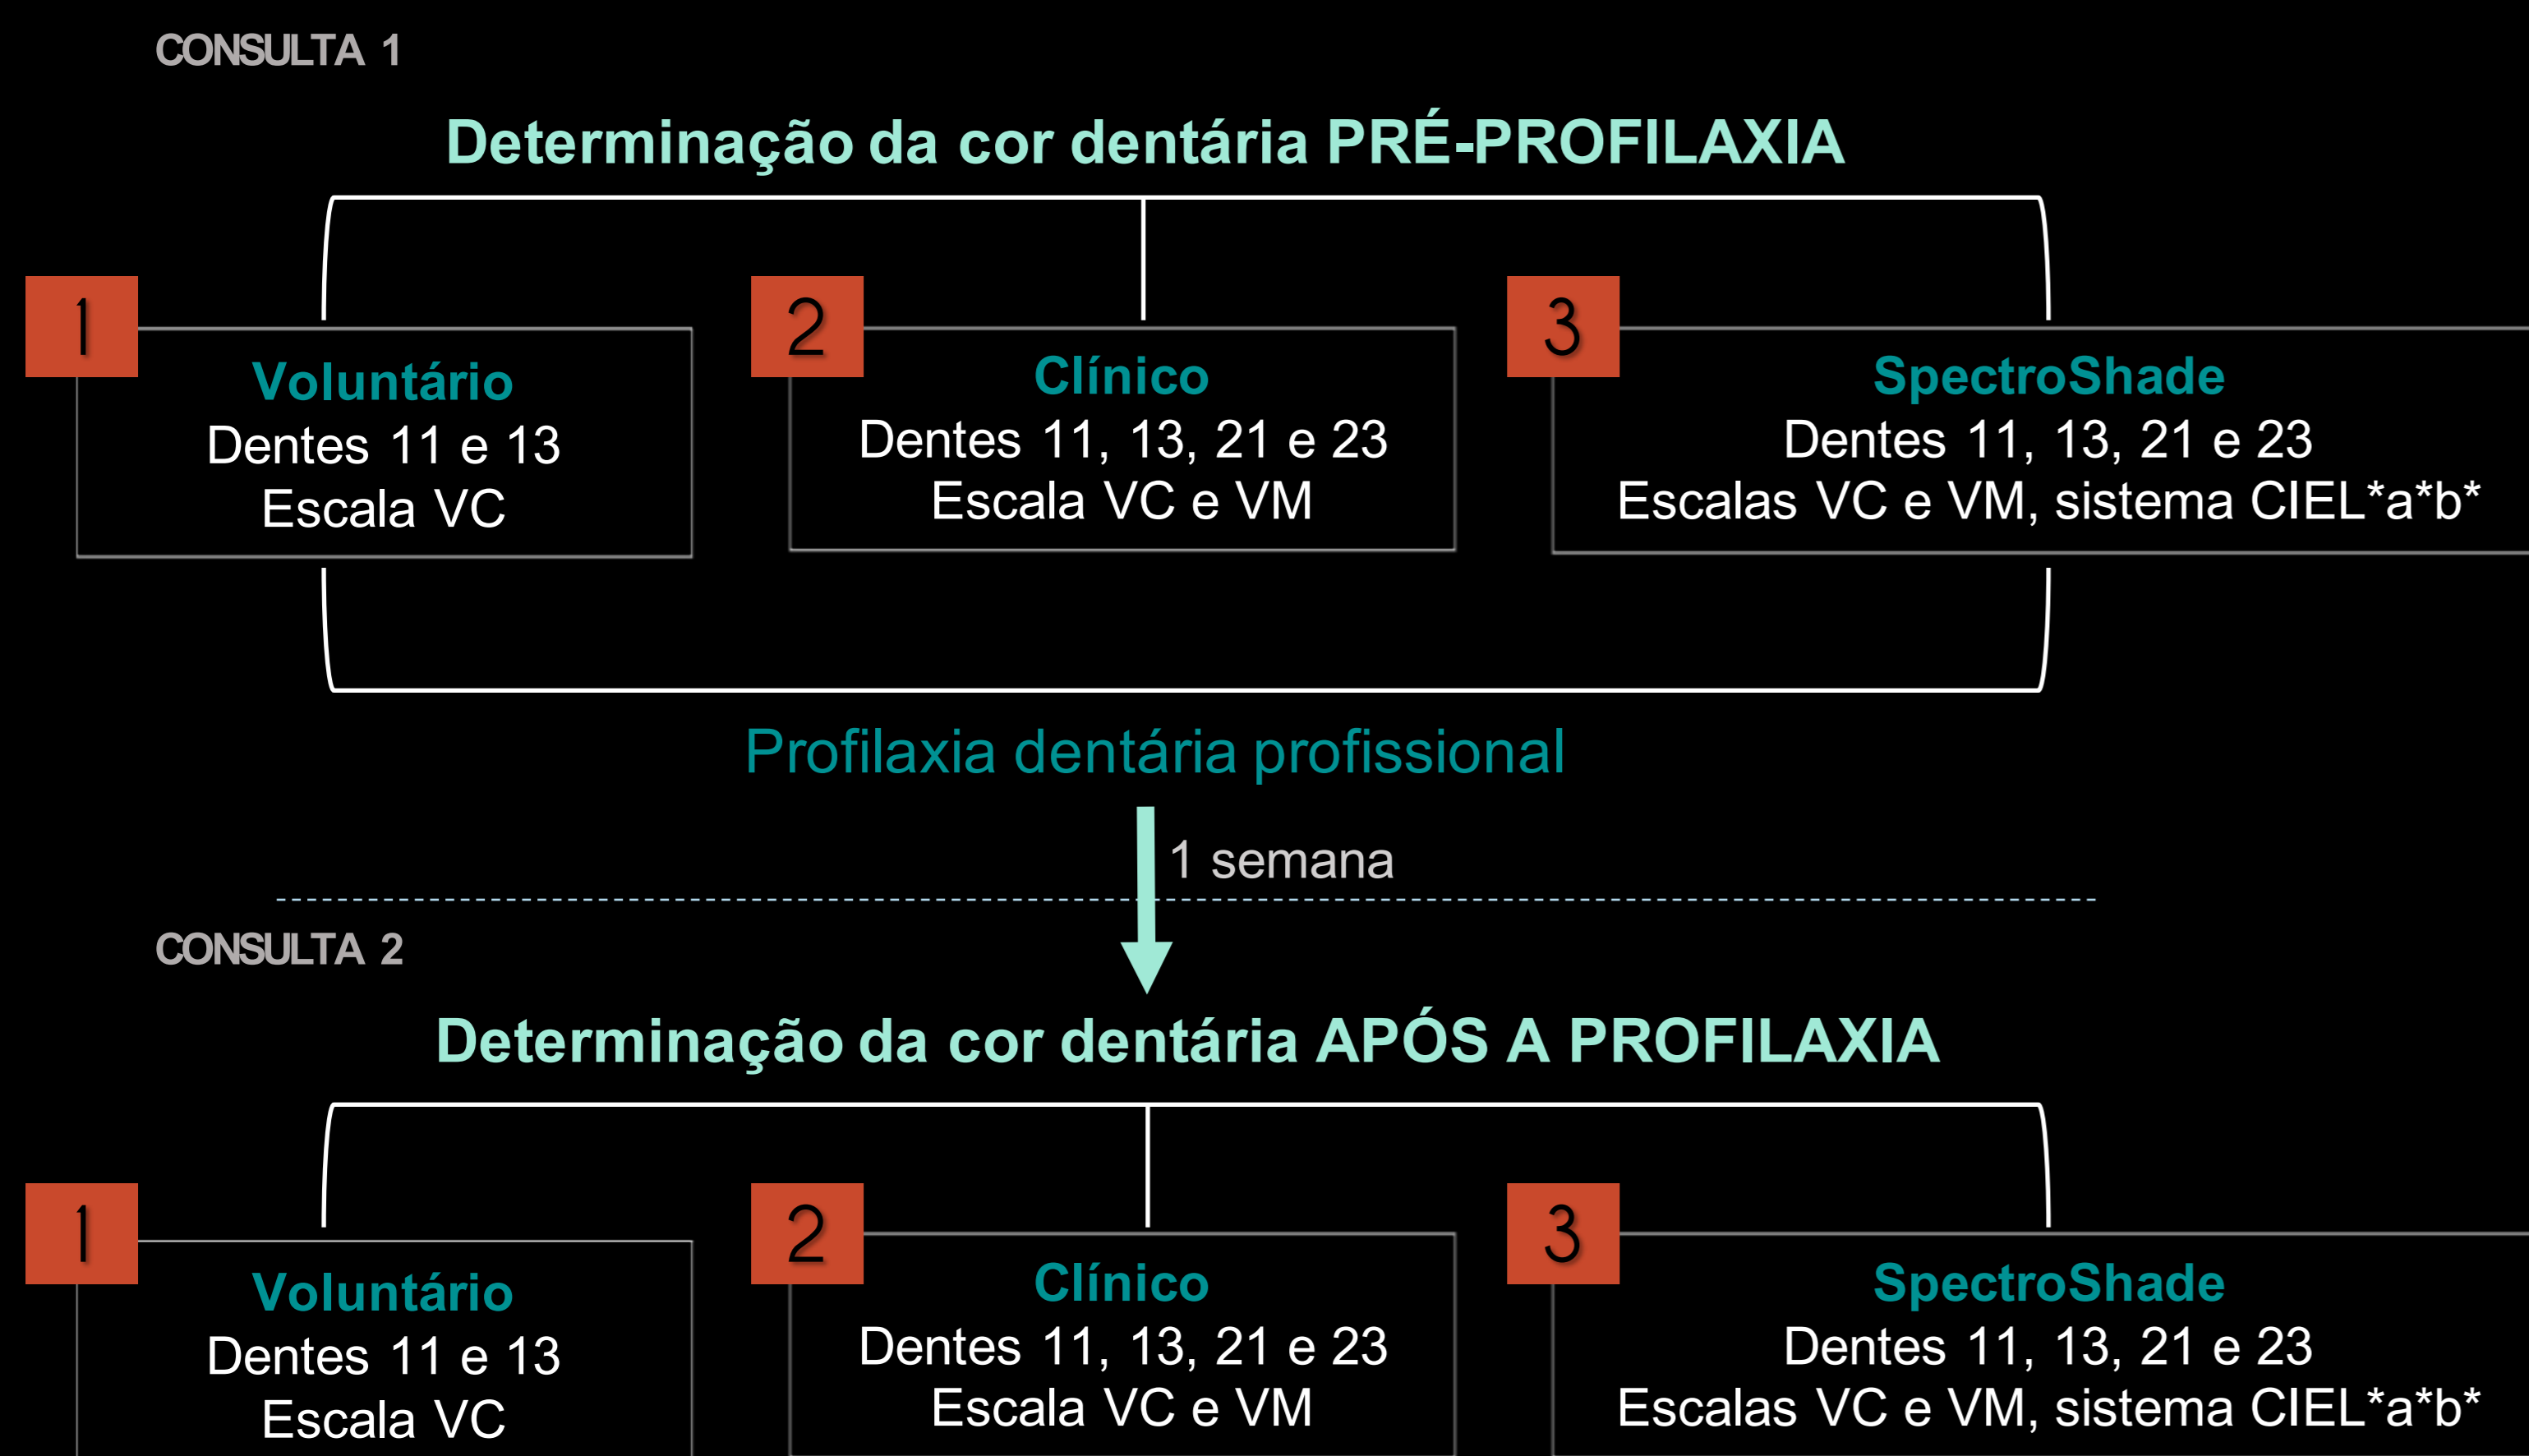 CONSULTA 1
Determinação da cor dentária PRÉ-PROFILAXIA
1
Voluntário
Dentes 11 e 13
Escala VC
2
Clínico
Dentes 11, 13, 21 e 23
Escala VC e VM
3
SpectroShade
Dentes 11, 13, 21 e 23
Escalas VC e VM, sistema CIEL*a*b*
Profilaxia dentária profissional
1 semana
CONSULTA 2
Determinação da cor dentária APÓS A PROFILAXIA
1
Voluntário
Dentes 11 e 13
Escala VC
2
Clínico
Dentes 11, 13, 21 e 23
Escala VC e VM
3
SpectroShade
Dentes 11, 13, 21 e 23
Escalas VC e VM, sistema CIEL*a*b*